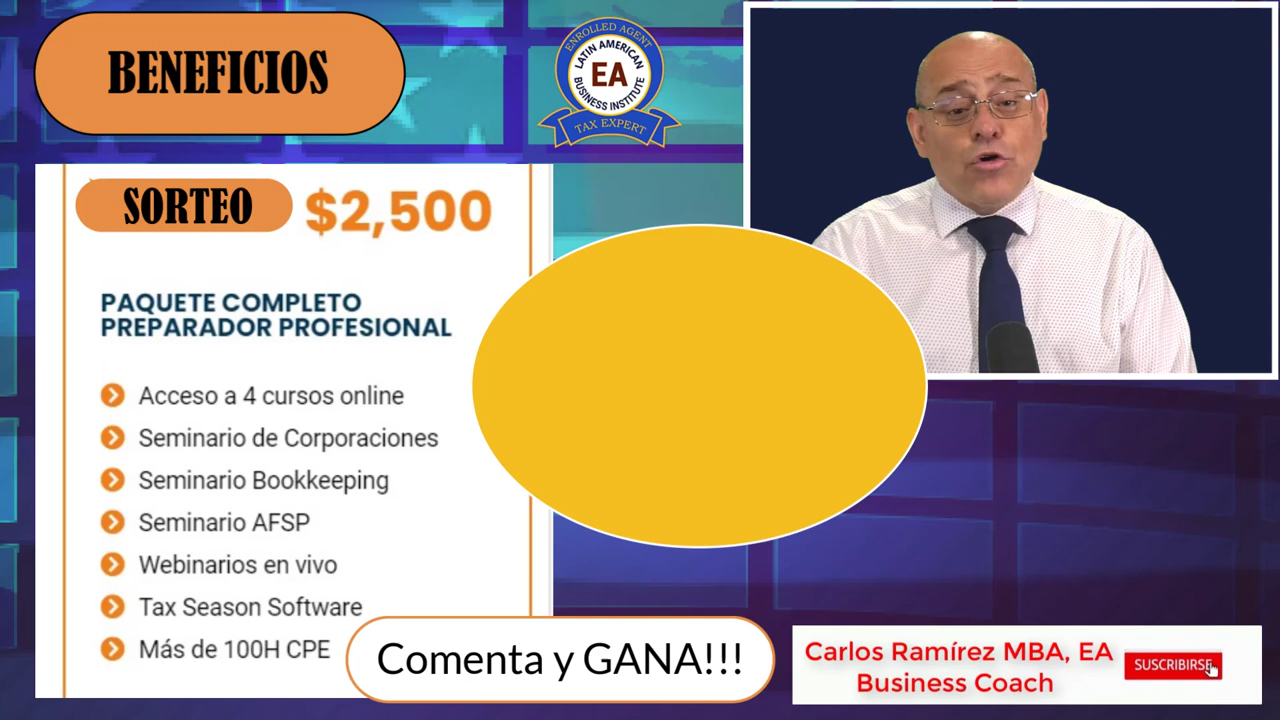 BENEFICIOS
ENROLLED AGENT
LATIN AMERICAN
EA
BUSINESS INSTITUTE
TAX EXPERT
SORTEO $2,500
PAQUETE COMPLETO
PREPARADOR PROFESIONAL
Acceso a 4 cursos online
Seminario de Corporaciones
Seminario Bookkeeping
Seminario AFSP
Webinarios en vivo
Tax Season Software
Más de 100H CPE
Comenta y GANA!!!
Carlos Ramírez MBA, EA
Business Coach
SUSCRIBIRSE